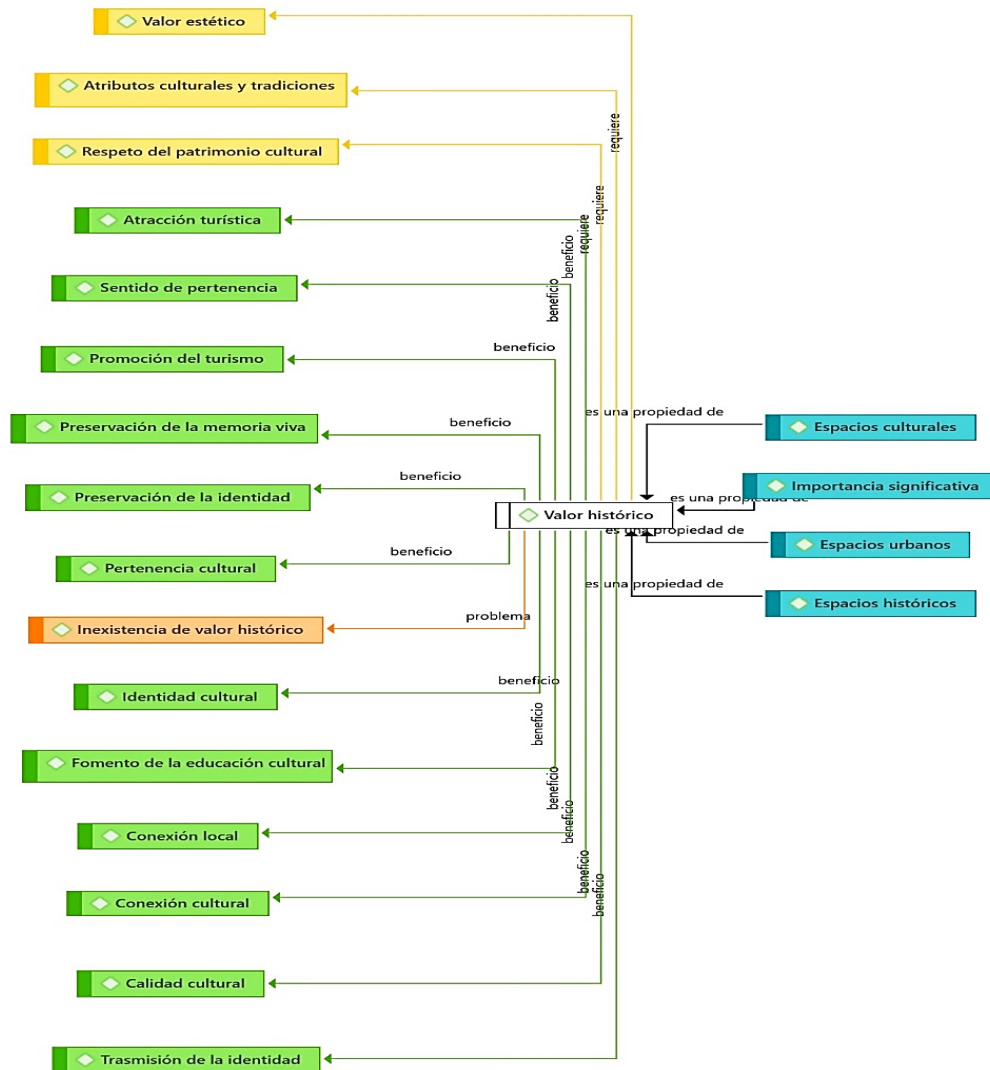 Valor estético
Atributos culturales y tradiciones
requiere
Respeto del patrimonio cultural
requiere
Atracción turística
requiere
beneficio
Sentido de pertenencia
beneficio
Promoción del turismo
beneficio
Preservación de la memoria viva
beneficio
es una propiedad de
Espacios culturales
Preservación de la identidad
beneficio
es una propiedad de
Importancia significativa
Valor histórico
es una propiedad de
Espacios urbanos
Pertenencia cultural
beneficio
es una propiedad de
Espacios históricos
Inexistencia de valor histórico
problema
Identidad cultural
beneficio
beneficio
Fomento de la educación cultural
beneficio
Conexión local
beneficio
Conexión cultural
beneficio
beneficio
Calidad cultural
Trasmisión de la identidad